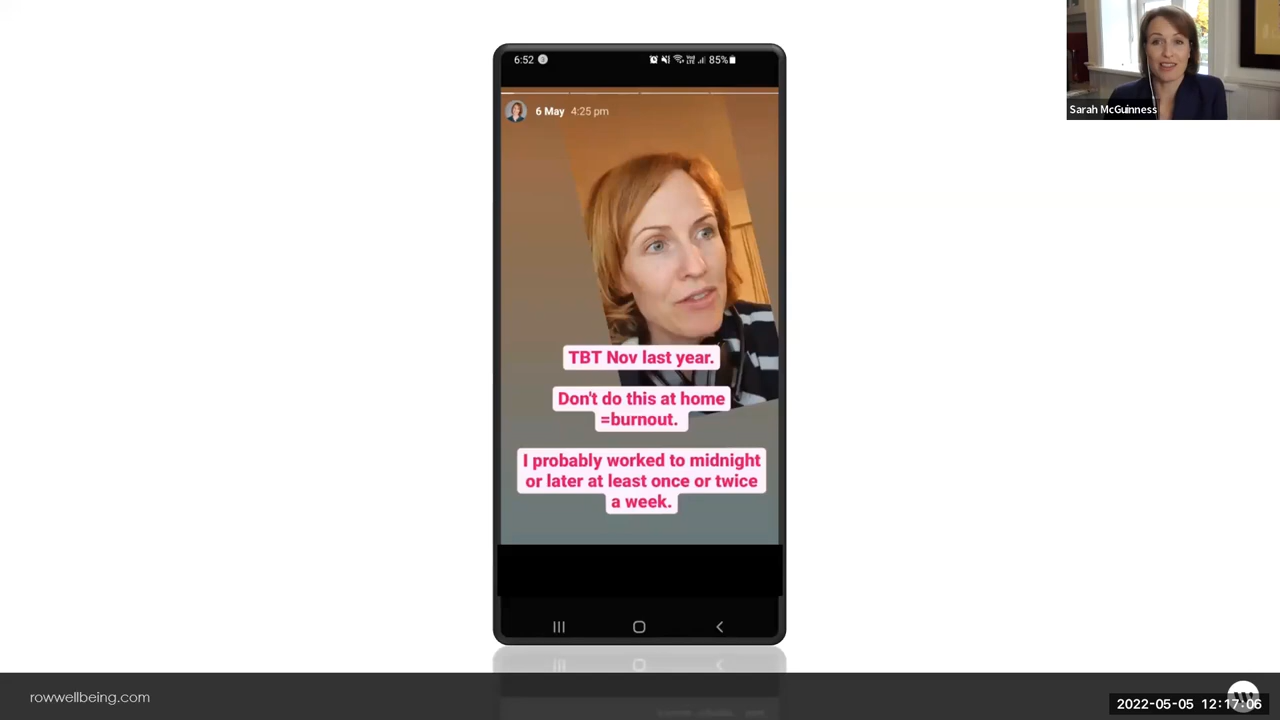 6:52
85%
6 May 4:25 pm
TBT Nov last year.
Don't do this at home
=burnout.
I probably worked to midnight
or later at least once or twice
a week.
Sarah McGuinness
rowwellbeing.com
2022-05-05 12:17:06